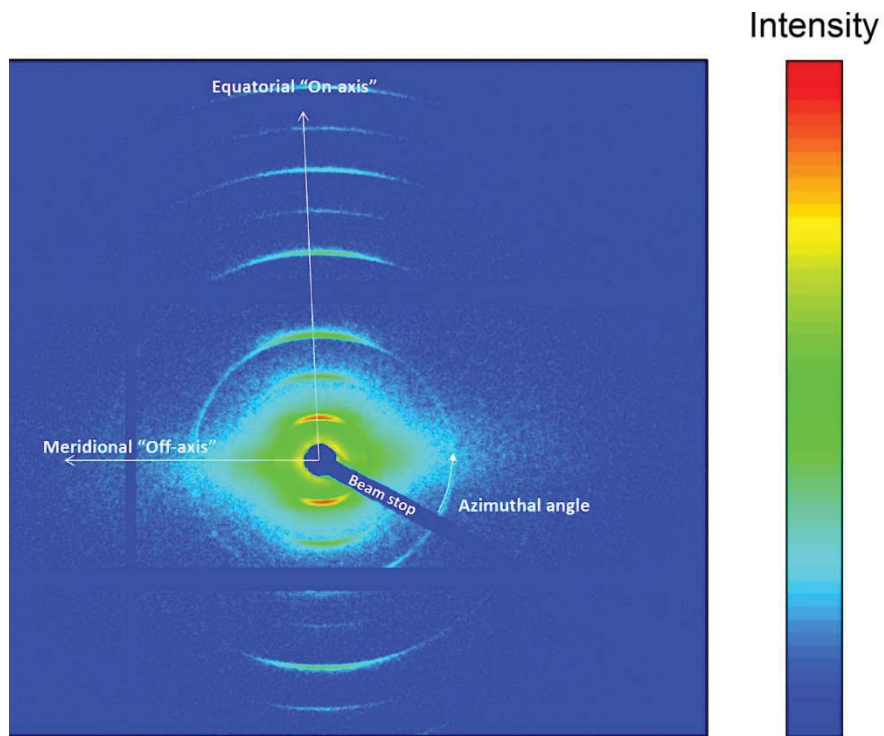 Intensity
Equatorial “On-axis”
Meridional “Off-axis”
Beam stop
Azimuthal angle